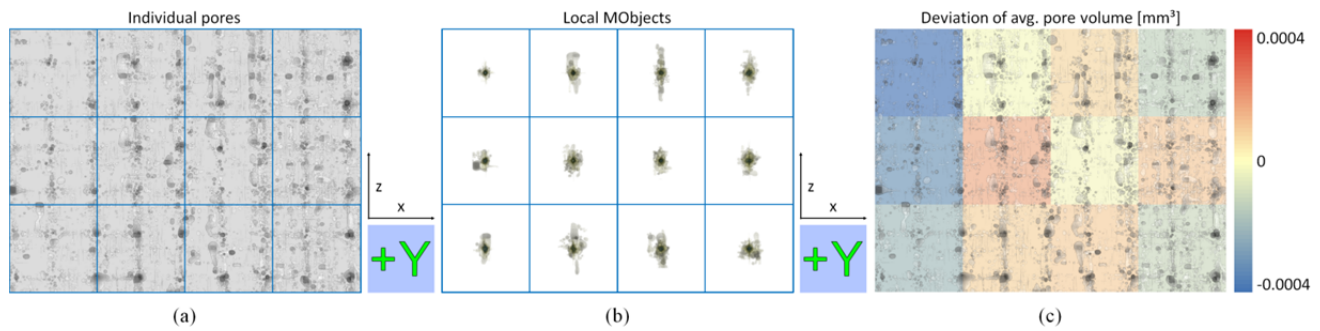 Individual pores
Local MObjects
Deviation of avg. pore volume [mm³]
z
x
+Y
z
x
+Y
0.0004
0
-0.0004
(a)
(b)
(c)